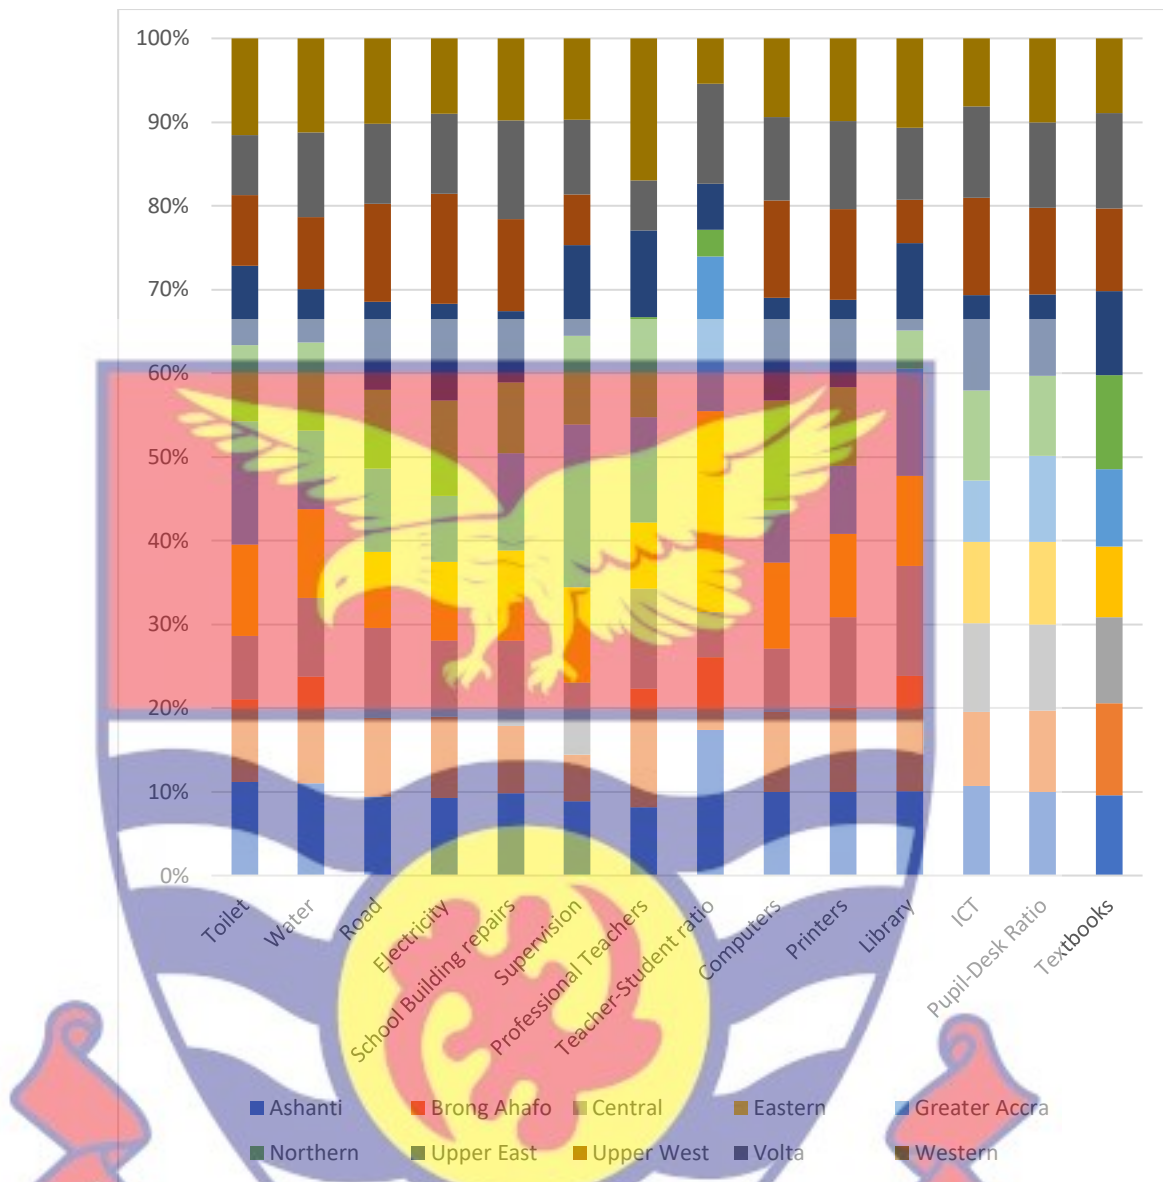 100%
90%
80%
70%
60%
50%
40%
30%
20%
10%
0%
Toilet
Water
Road
Electricity
School Building repairs
Supervision
Professional Teachers
Teacher-Student ratio
Computers
Printers
Library
ICT
Pupil-Desk Ratio
Textbooks
Ashanti Brong Ahafo Central Eastern Greater Accra
Northern Upper East Upper West Volta Western